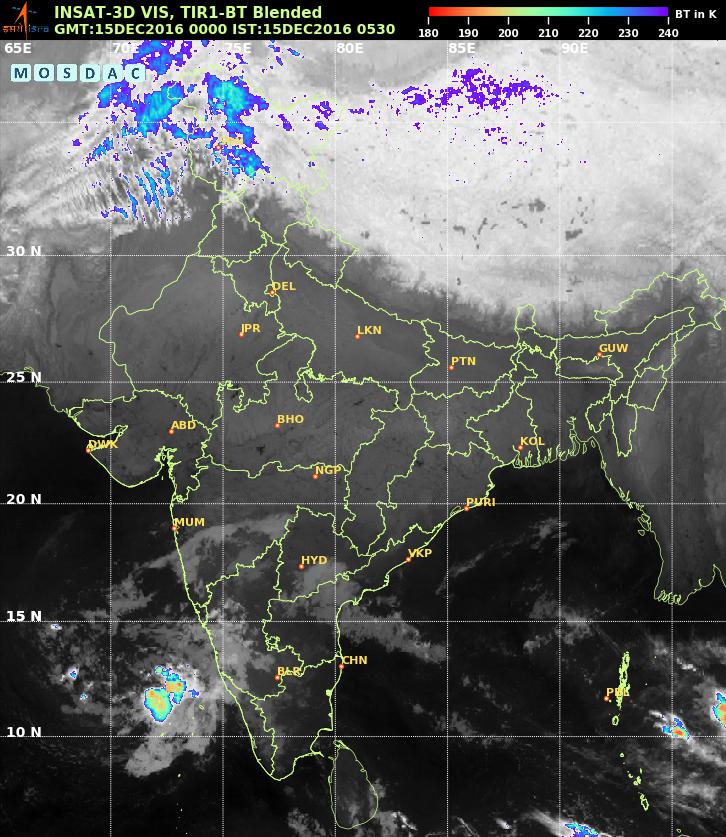 INSAT-3D VIS, TIR1-BT Blended
GMT:15DEC2016 0000 IST:15DEC2016 0530
BT in K
180 190 200 210 220 230 240
65E 70E 75E 80E 85E 90E
MOSDAC
30 N
DEL
JPR
LKN
GUW
PTN
25 N
ABD
BHO
DWK
KOL
NGP
20 N
PURI
MUM
VKP
HYD
15 N
CHN
BLR
PBL
10 N